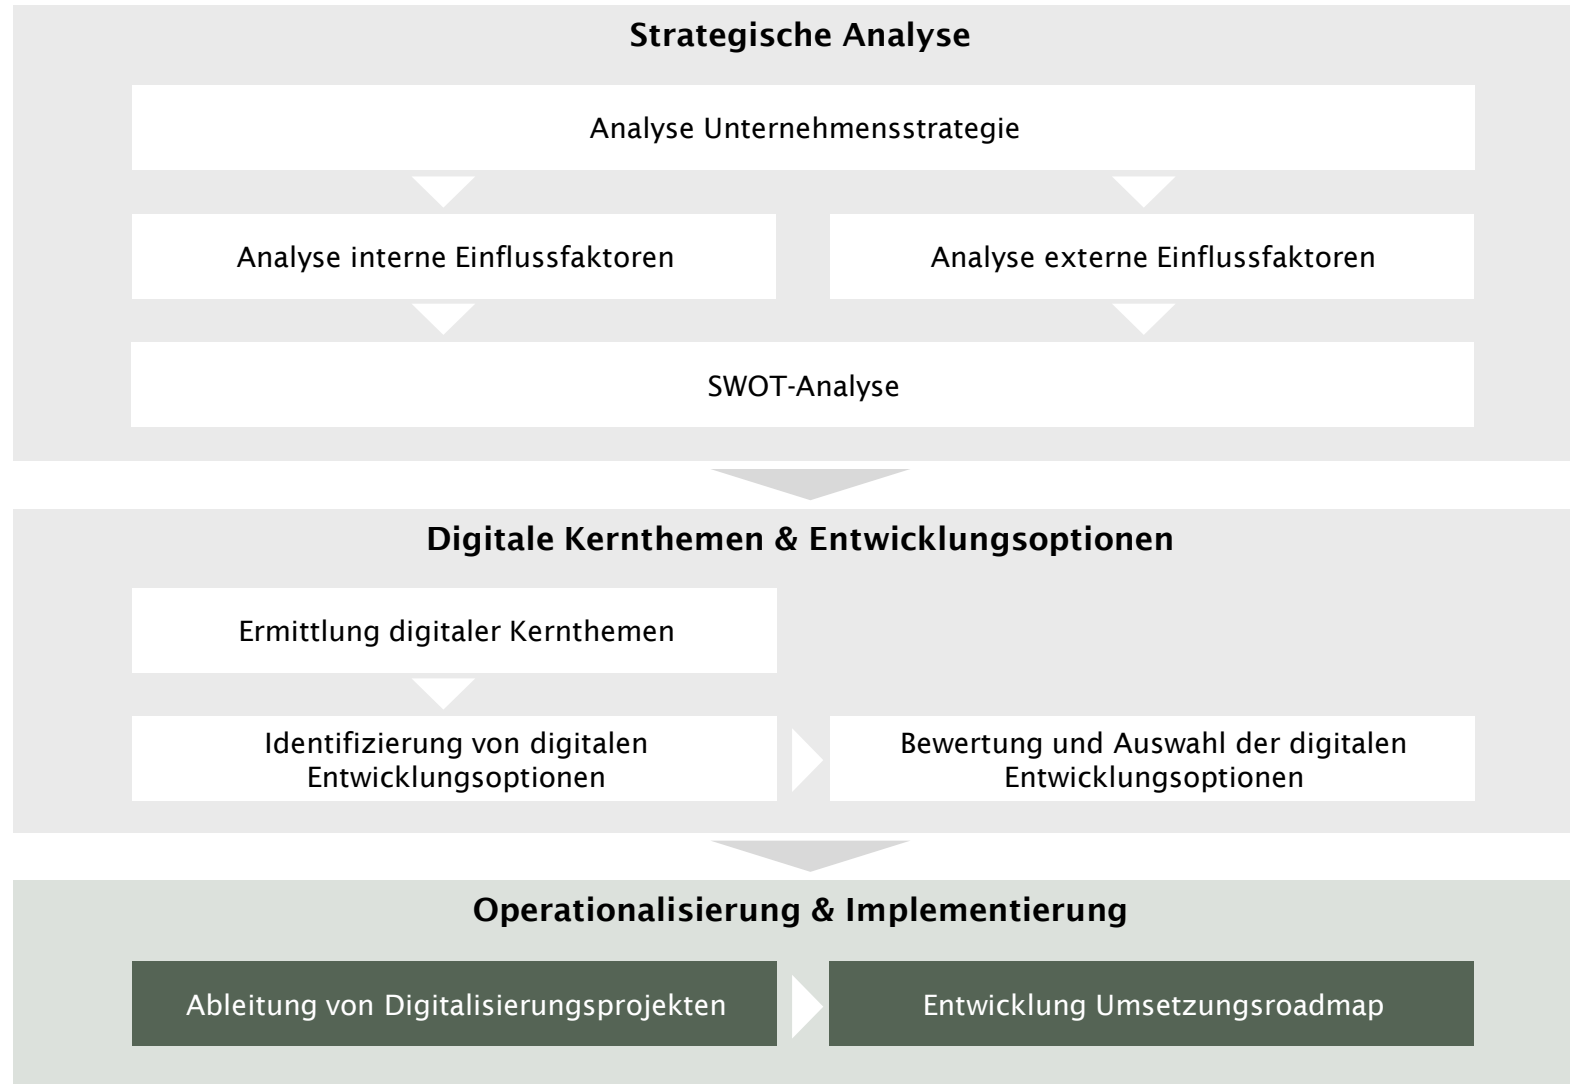 Strategische Analyse
Analyse Unternehmensstrategie
Analyse interne Einflussfaktoren
Analyse externe Einflussfaktoren
SWOT-Analyse
Digitale Kernthemen & Entwicklungsoptionen
Ermittlung digitaler Kernthemen
Identifizierung von digitalen
Entwicklungsoptionen
Bewertung und Auswahl der digitalen
Entwicklungsoptionen
Operationalisierung & Implementierung
Ableitung von Digitalisierungsprojekten
Entwicklung Umsetzungsroadmap